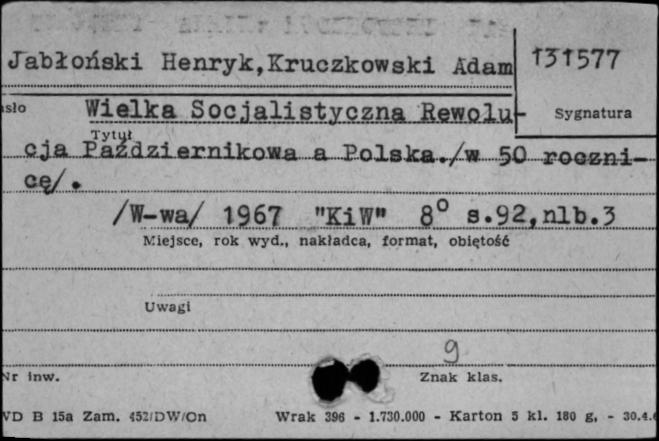 Jabłoński Henryk,Kruczkowski Adam
131577
Wielka Socjalistyczna Rewolu-
Sygnatura
Tytuł
cja Październikowa a Polska./w 50 roczni-
cę/.
/W-wa/ 1967 "KiW" 8° s.92,nlb.3
Miejsce, rok wyd., nakładca, format, objętość
Uwagi
g
Nr inw.
Znak klas.
WD B 15a Zam. 452/DW/On Wrak 396 - 1.730.000 - Karton 5 kl. 180 g, - 30.4.